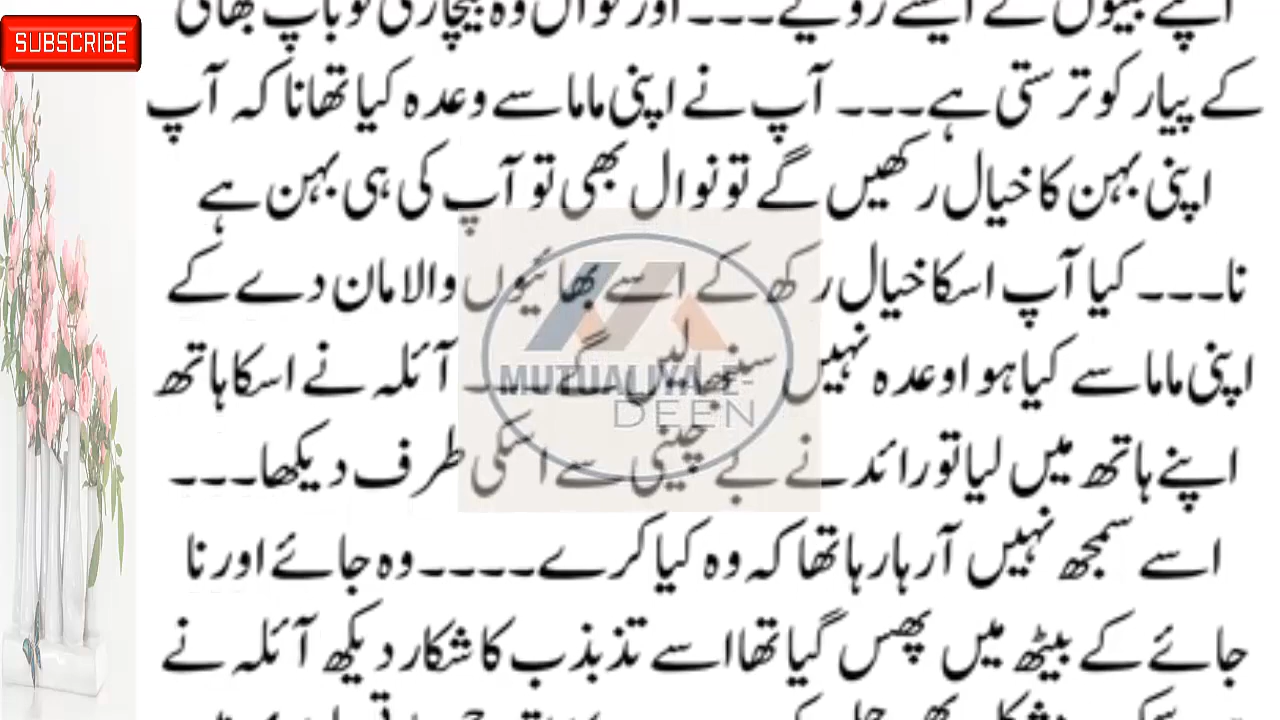 SUBSCRIBE
اپنے بیٹیوں کے ایسے رویے۔۔۔ اور نوال وہ بیچاری تو باپ بھائی
کے پیار کو ترستی ہے۔۔۔ آپ نے اپنی ماما سے وعدہ کیا تھا نا کہ آپ
اپنی بہن کا خیال رکھیں گے تو نوال بھی تو آپ کی ہی بہن ہے
نا۔۔۔ کیا آپ اسکا خیال رکھ کے اسے بھائیوں والا مان دے کے
اپنی ماما سے کیا ہوا وعدہ نہیں سنبھالیں گے۔۔۔ آئلہ نے اسکا ہاتھ
MUTUALIYA-E-
DEEN
اپنے ہاتھ میں لیا تو رائد نے بے چینی سے اسکی طرف دیکھا۔۔۔
اسے سمجھ نہیں آرہا رہا تھا کہ وہ کیا کرے۔۔۔۔ وہ جائے اور نا
جائے کے بیٹھ میں پھس گیا تھا اسے تذبذب کا شکار دیکھ آئلہ نے